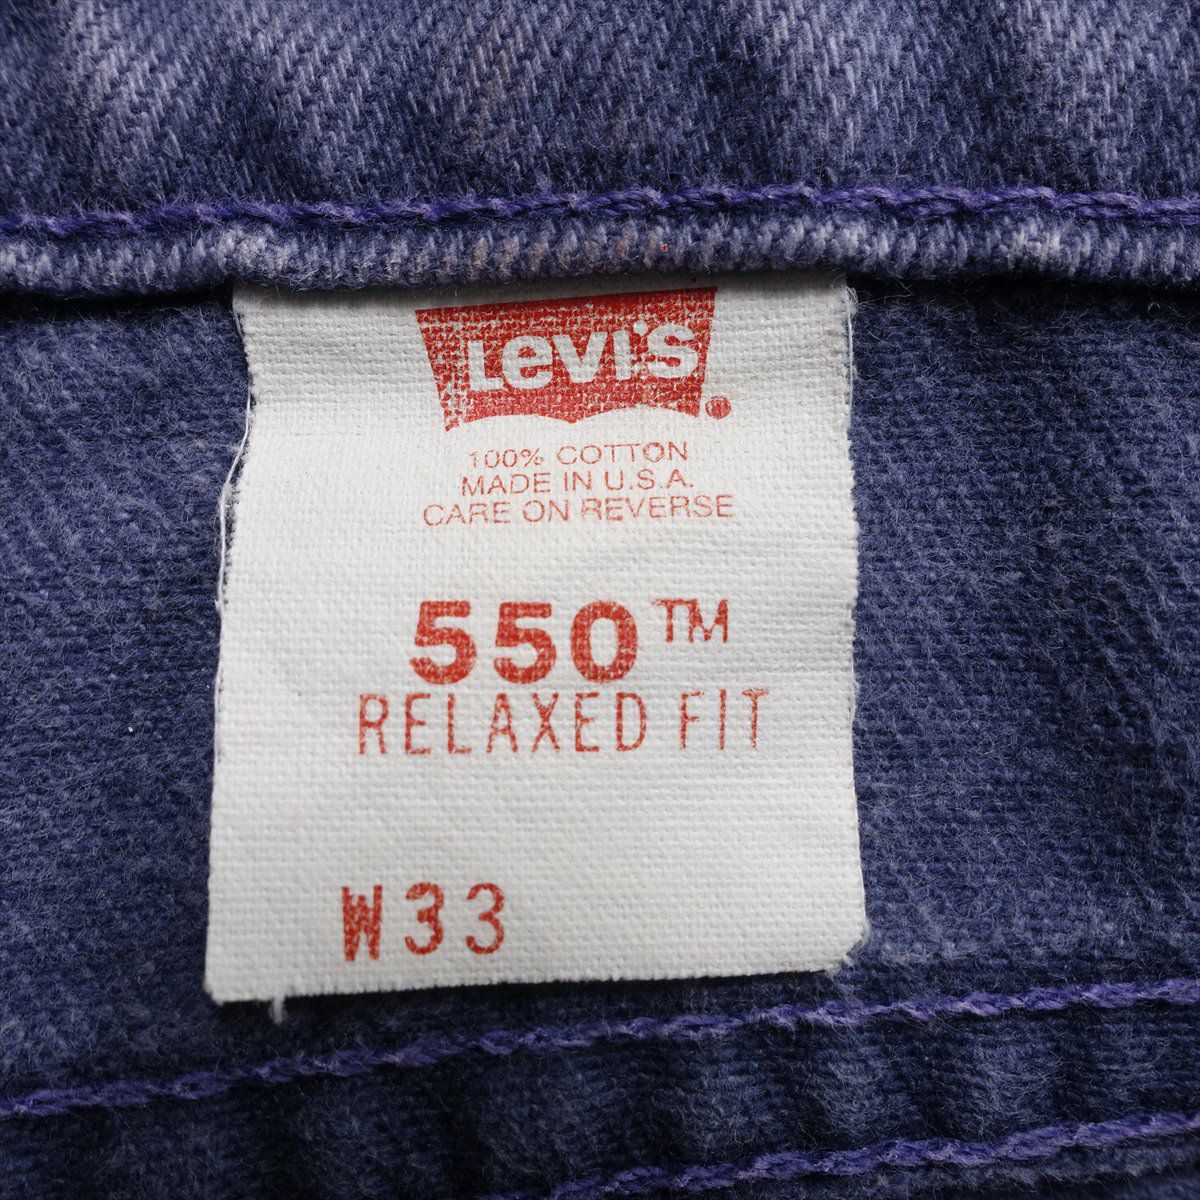 Levi's
100% COTTON
MADE IN U.S.A.
CARE ON REVERSE
550™
RELAXED FIT
W33